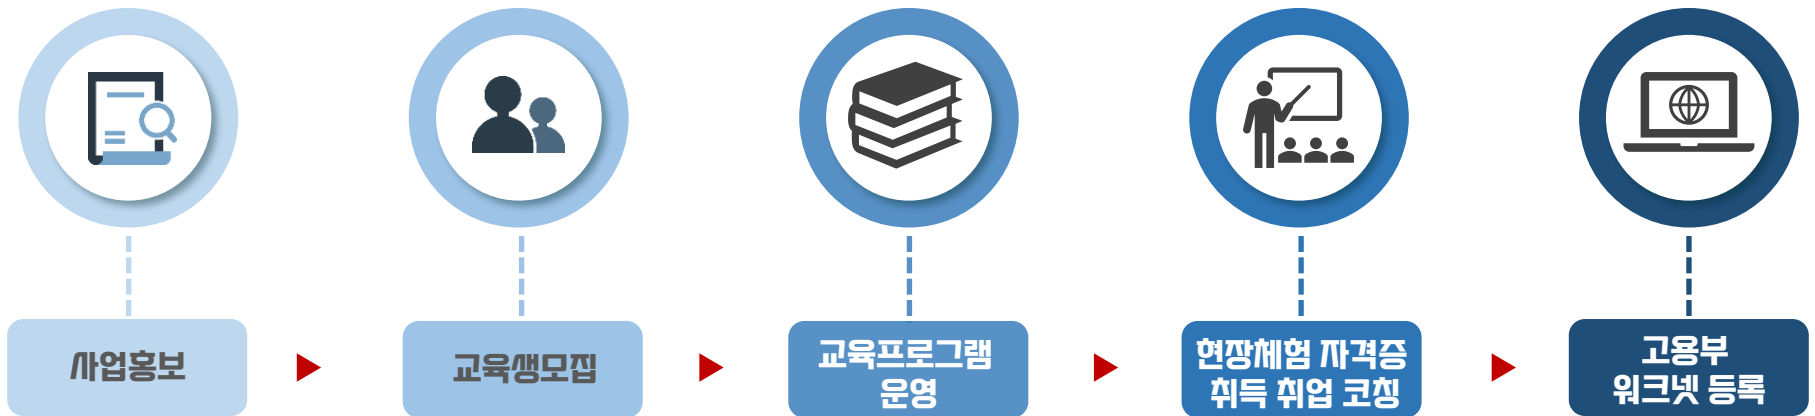 사업홍보
교육생모집
교육프로그램
운영
현장체험 자격증
취득 취업 코칭
고용부
워크넷 등록